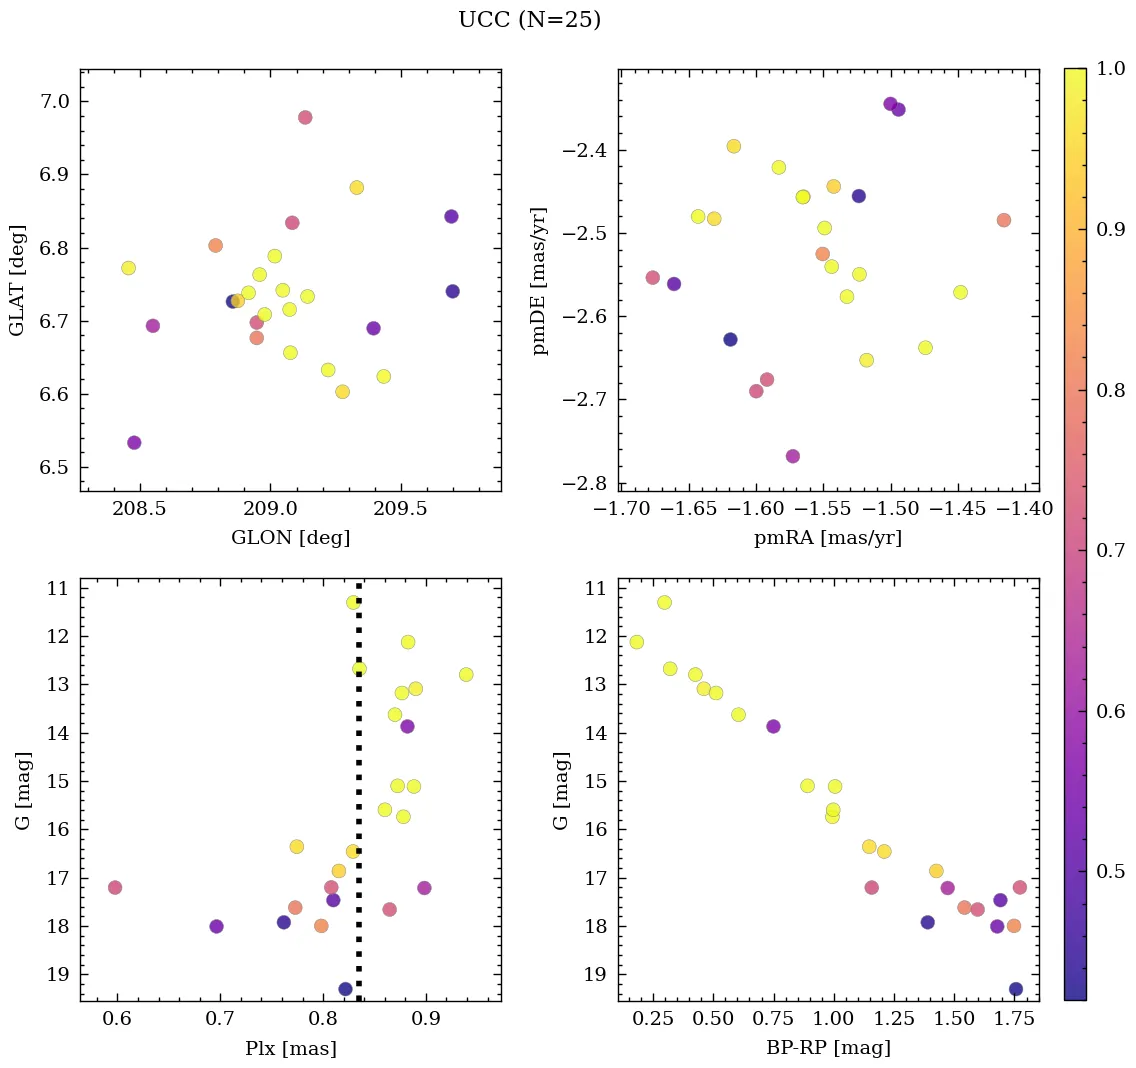 UCC (N=25)
7.0
6.9
6.8
6.7
6.6
6.5
GLAT [deg]
208.5 209.0 209.5
GLON [deg]
−2.4
−2.5
−2.6
−2.7
−2.8
pmDE [mas/yr]
−1.70 −1.65 −1.60 −1.55 −1.50 −1.45 −1.40
pmRA [mas/yr]
1.0
0.9
0.8
0.7
0.6
0.5
11
12
13
14
15
16
17
18
19
G [mag]
0.6 0.7 0.8 0.9
Plx [mas]
11
12
13
14
15
16
17
18
19
G [mag]
0.25 0.50 0.75 1.00 1.25 1.50 1.75
BP-RP [mag]